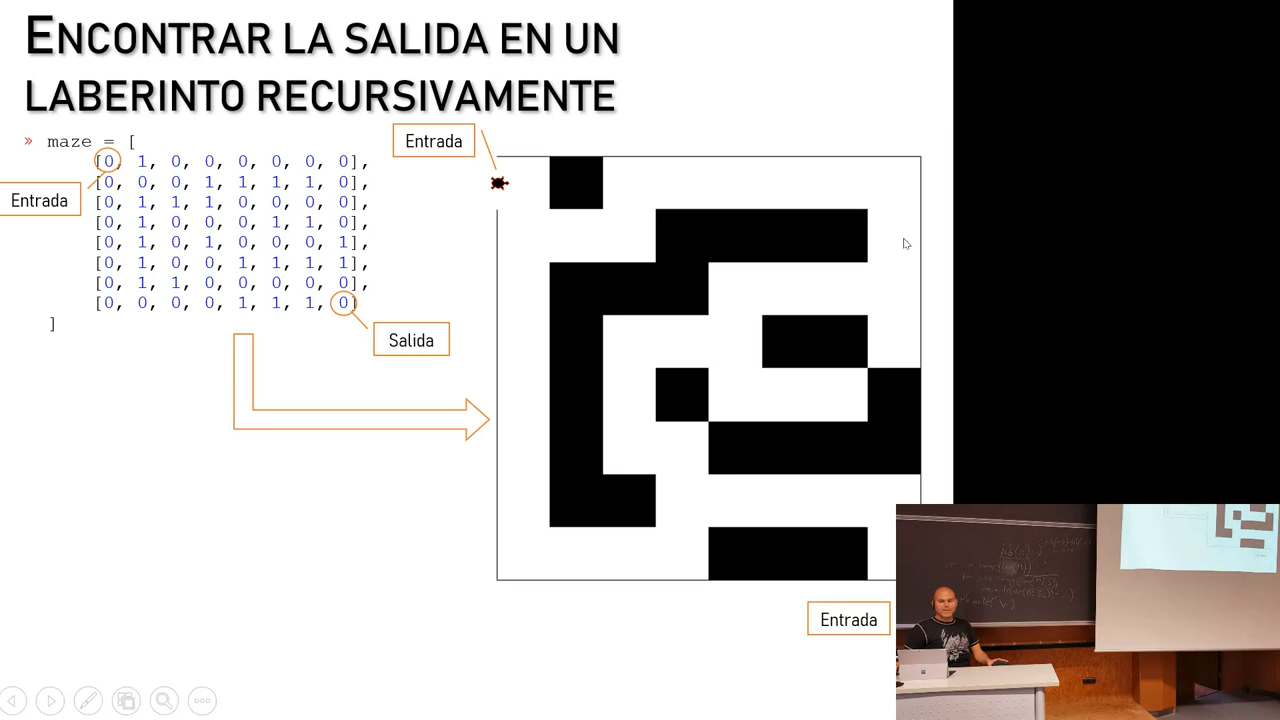 ENCONTRAR LA SALIDA EN UN
LABERINTO RECURSIVAMENTE
» maze = [
Entrada
[0, 1, 0, 0, 0, 0, 0, 0],
[0, 0, 0, 1, 1, 1, 1, 0],
Entrada
[0, 1, 1, 1, 0, 0, 0, 0],
[0, 1, 0, 0, 0, 1, 1, 0],
[0, 1, 0, 1, 0, 0, 0, 1],
[0, 1, 0, 0, 1, 1, 1, 1],
[0, 1, 1, 0, 0, 0, 0, 0],
[0, 0, 0, 0, 1, 1, 1, 0]
]
Salida
Entrada